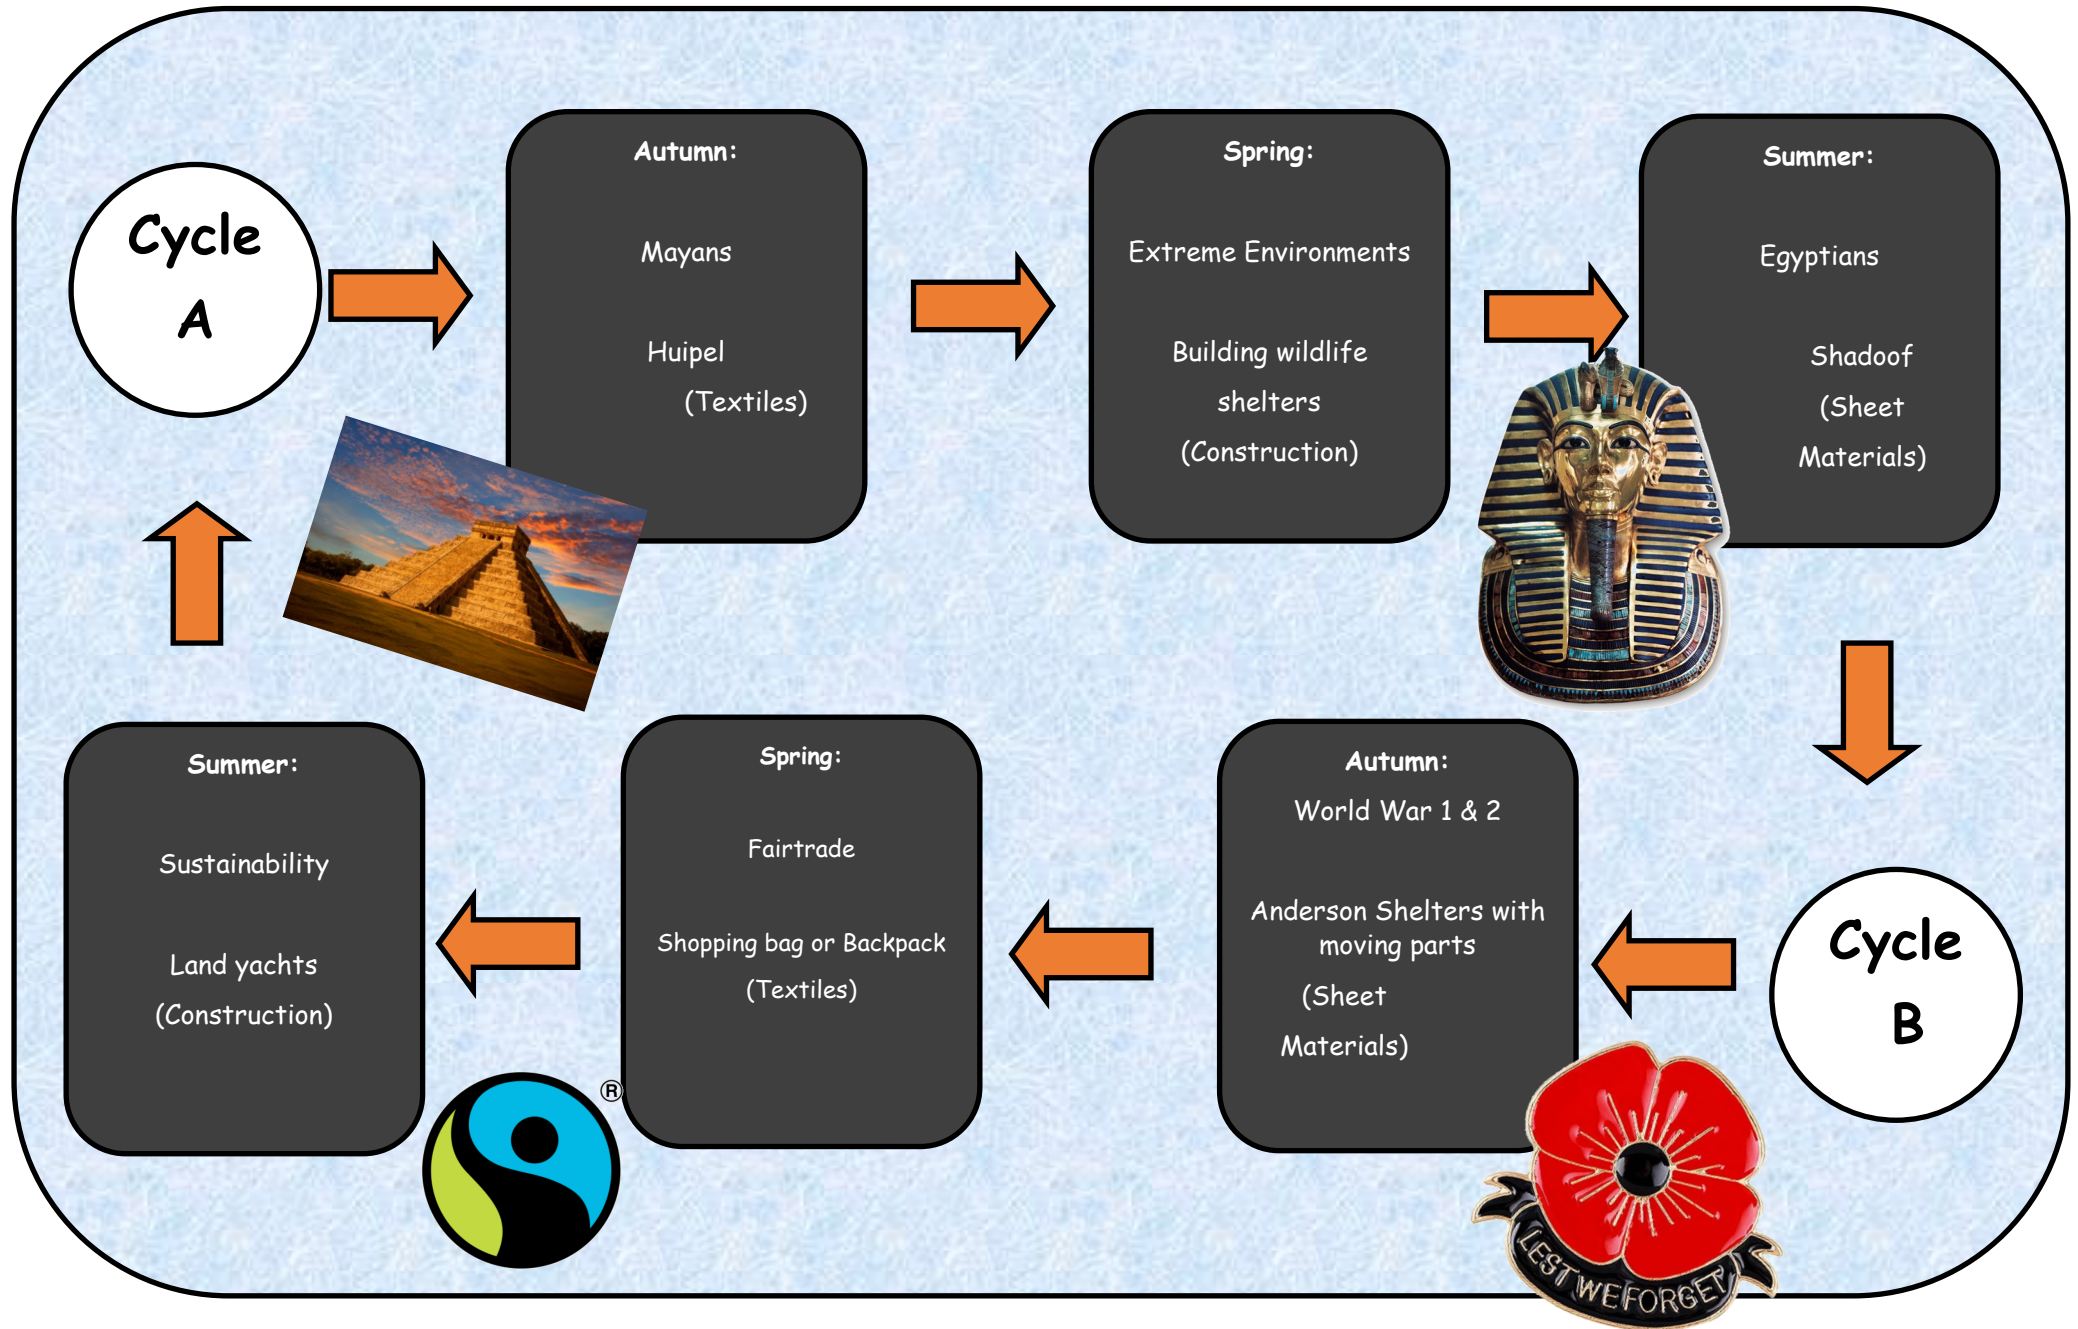 Cycle
A
Autumn:
Mayans
Huipel
(Textiles)
Spring:
Extreme Environments
Building wildlife
shelters
(Construction)
Summer:
Egyptians
Shadoof
(Sheet
Materials)
Cycle
B
Autumn:
World War 1 & 2
Anderson Shelters with
moving parts
(Sheet
Materials)
LEST WE FORGET
Spring:
Fairtrade
Shopping bag or Backpack
(Textiles)
®
Summer:
Sustainability
Land yachts
(Construction)